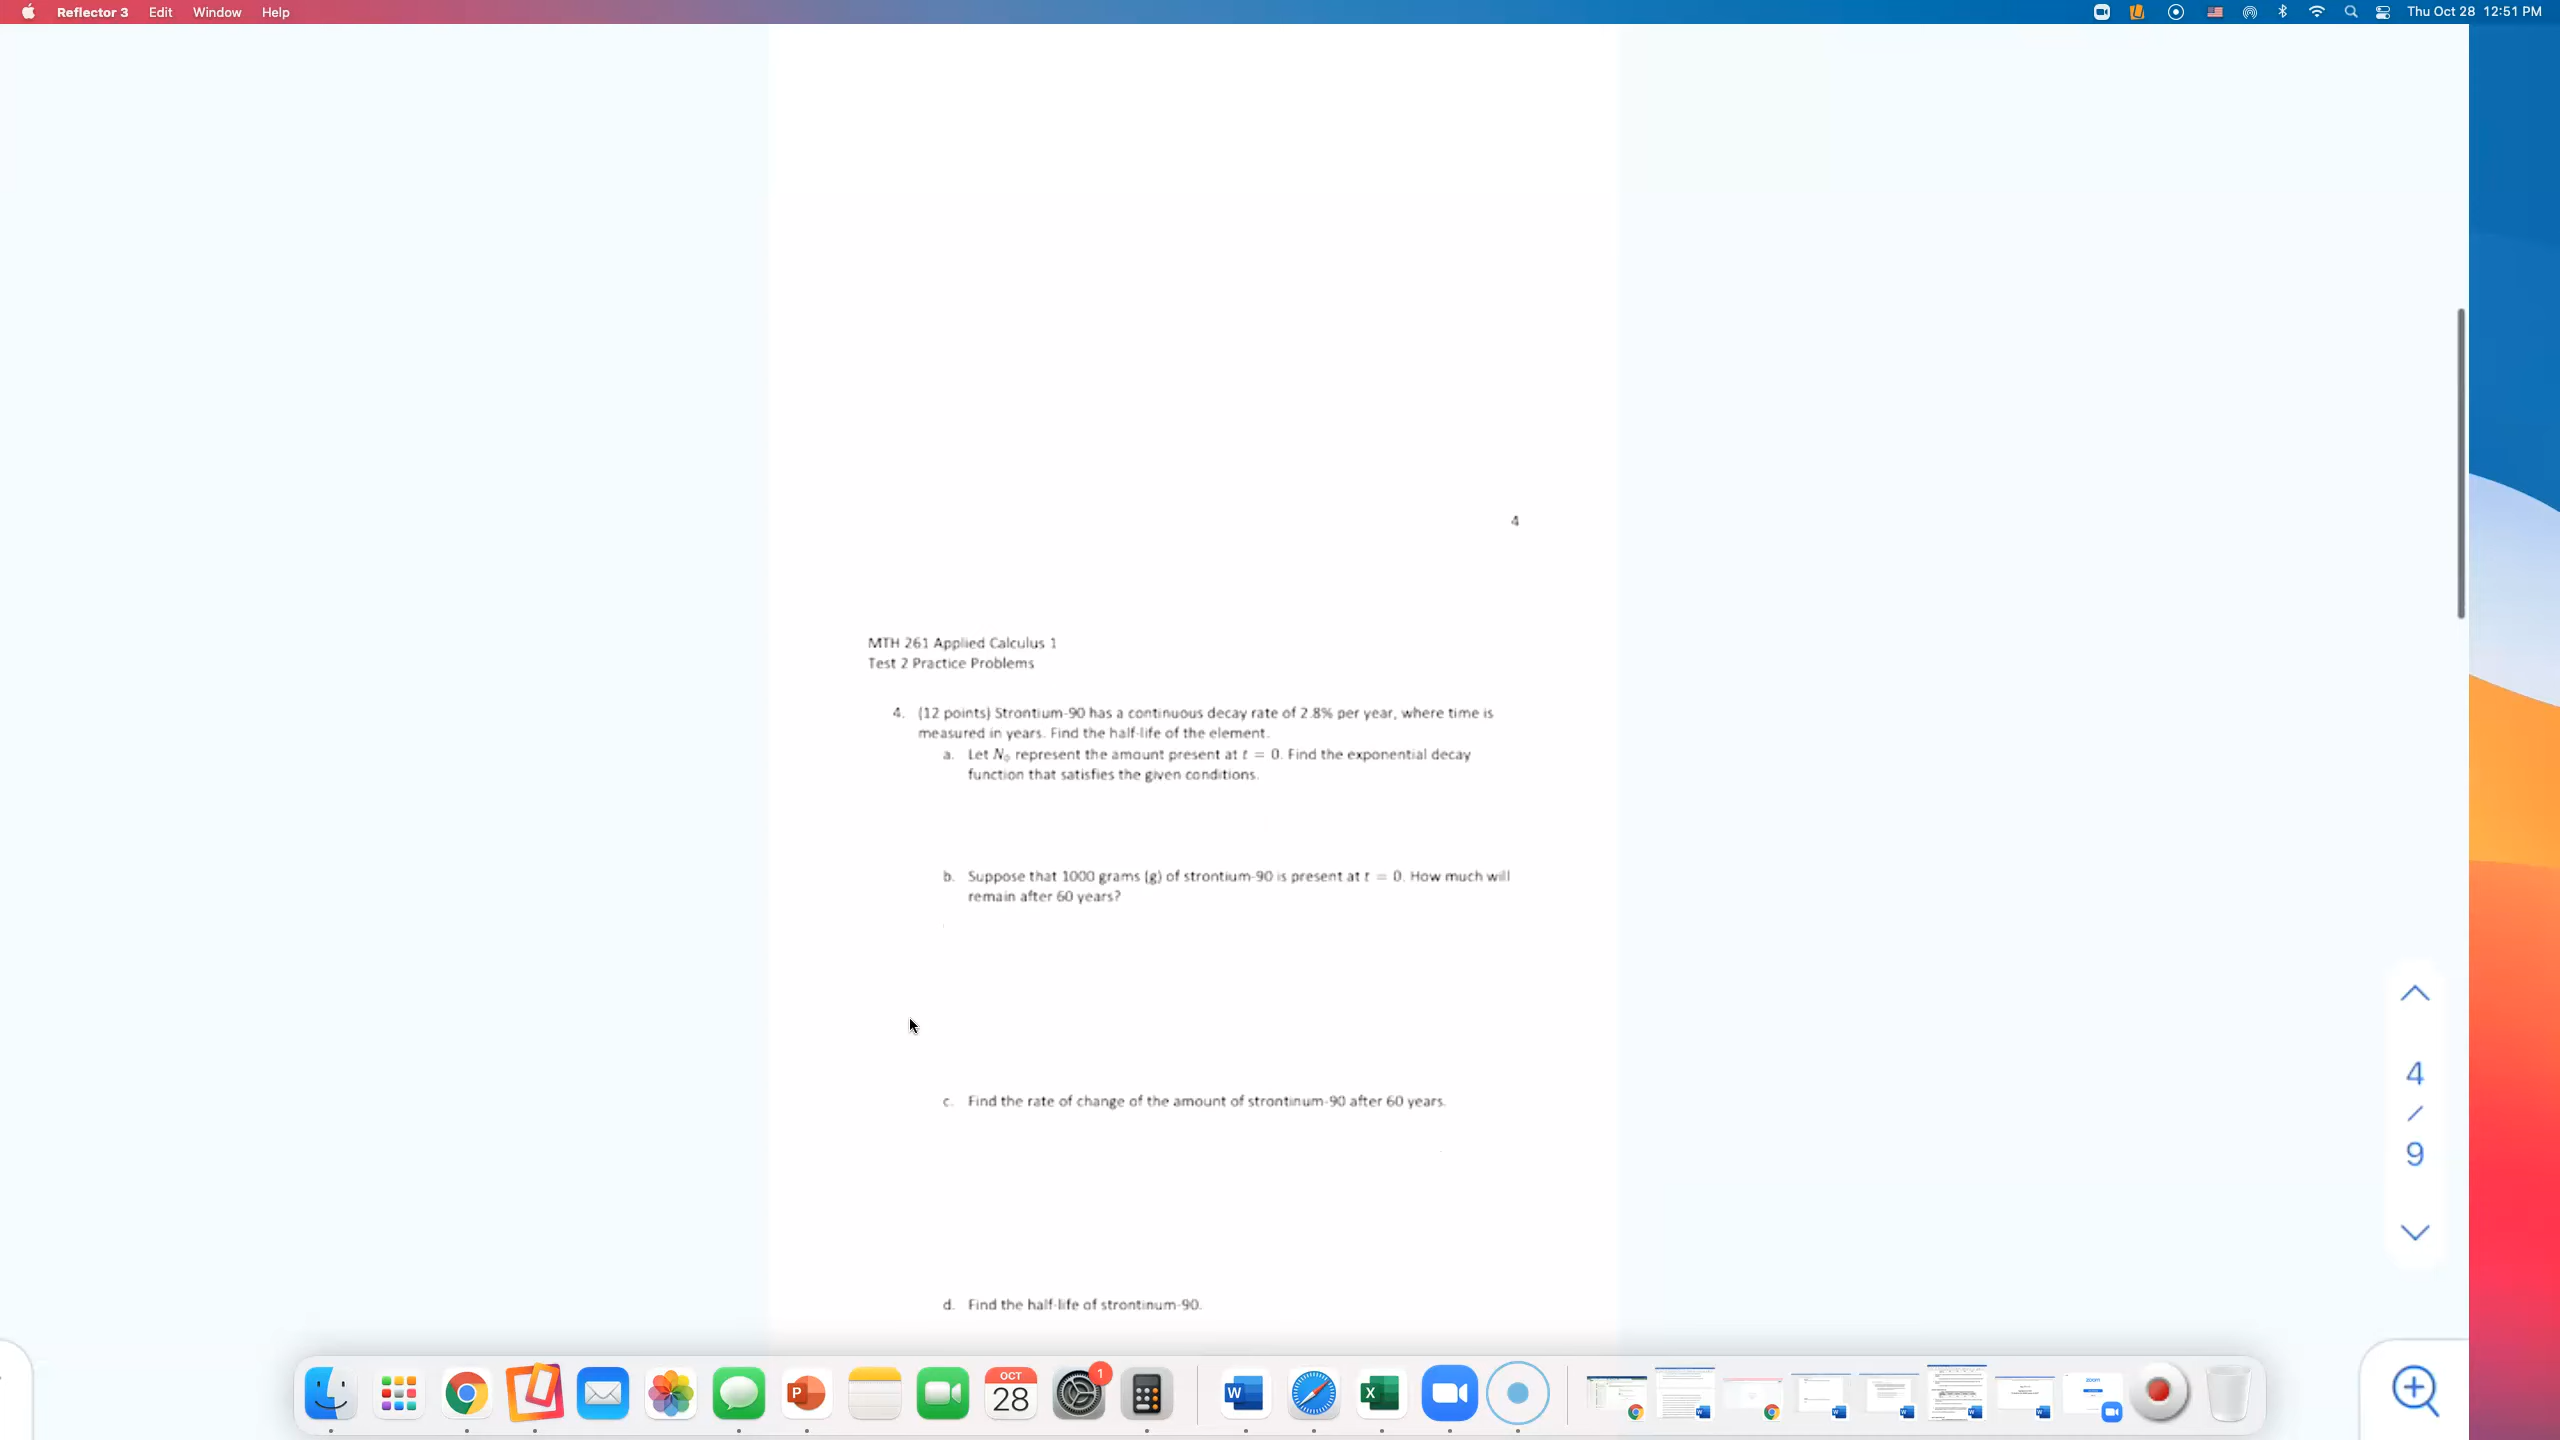 Reflector 3 Edit Window Help
Thu Oct 28 12:51 PM
4
MTH 261 Applied Calculus 1
Test 2 Practice Problems
4. (12 points) Strontium-90 has a continuous decay rate of 2.8% per year, where time is
measured in years. Find the half-life of the element.
a. Let N₀ represent the amount present at t = 0. Find the exponential decay
function that satisfies the given conditions.
b. Suppose that 1000 grams (g) of strontium-90 is present at t = 0. How much will
remain after 60 years?
c. Find the rate of change of the amount of strontinum-90 after 60 years.
d. Find the half-life of strontinum-90.
4
/
9
OCT
28
1
P
W
X
zoom